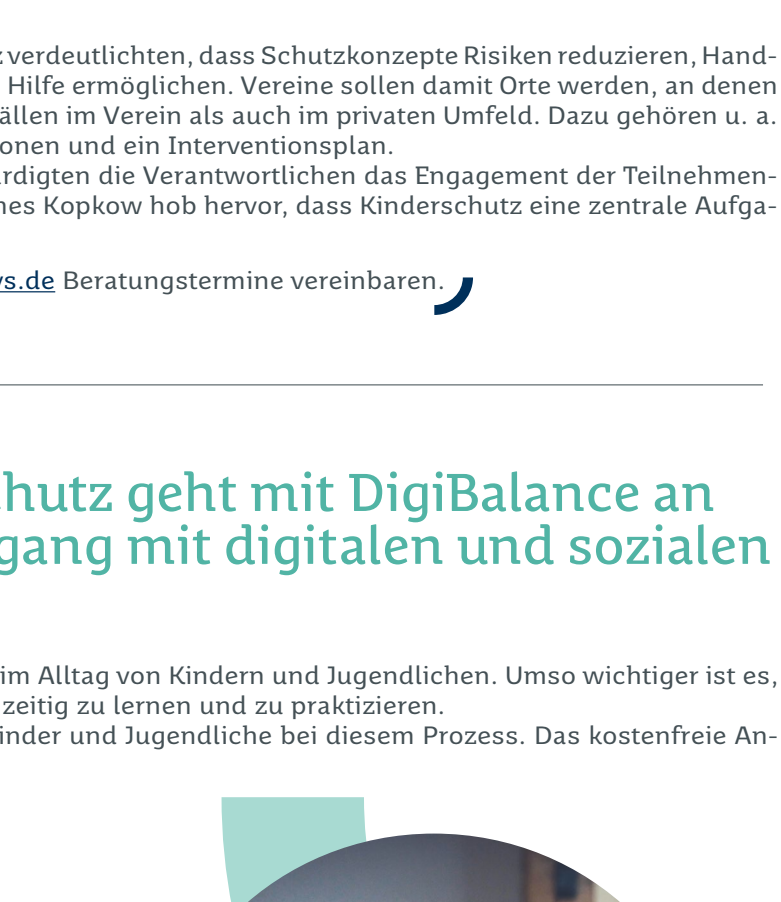 verdeutlichten, dass Schutzkonzepte Risiken reduzieren, Hand-
Hilfe ermöglichen. Vereine sollen damit Orte werden, an denen
ällen im Verein als auch im privaten Umfeld. Dazu gehören u. a.
onen und ein Interventionsplan.
rdigten die Verantwortlichen das Engagement der Teilnehmen-
nes Kopkow hob hervor, dass Kinderschutz eine zentrale Aufga-
s.de Beratungstermine vereinbaren.
hutz geht mit DigiBalance an
gang mit digitalen und sozialen
im Alltag von Kindern und Jugendlichen. Umso wichtiger ist es,
zeitig zu lernen und zu praktizieren.
inder und Jugendliche bei diesem Prozess. Das kostenfreie An-